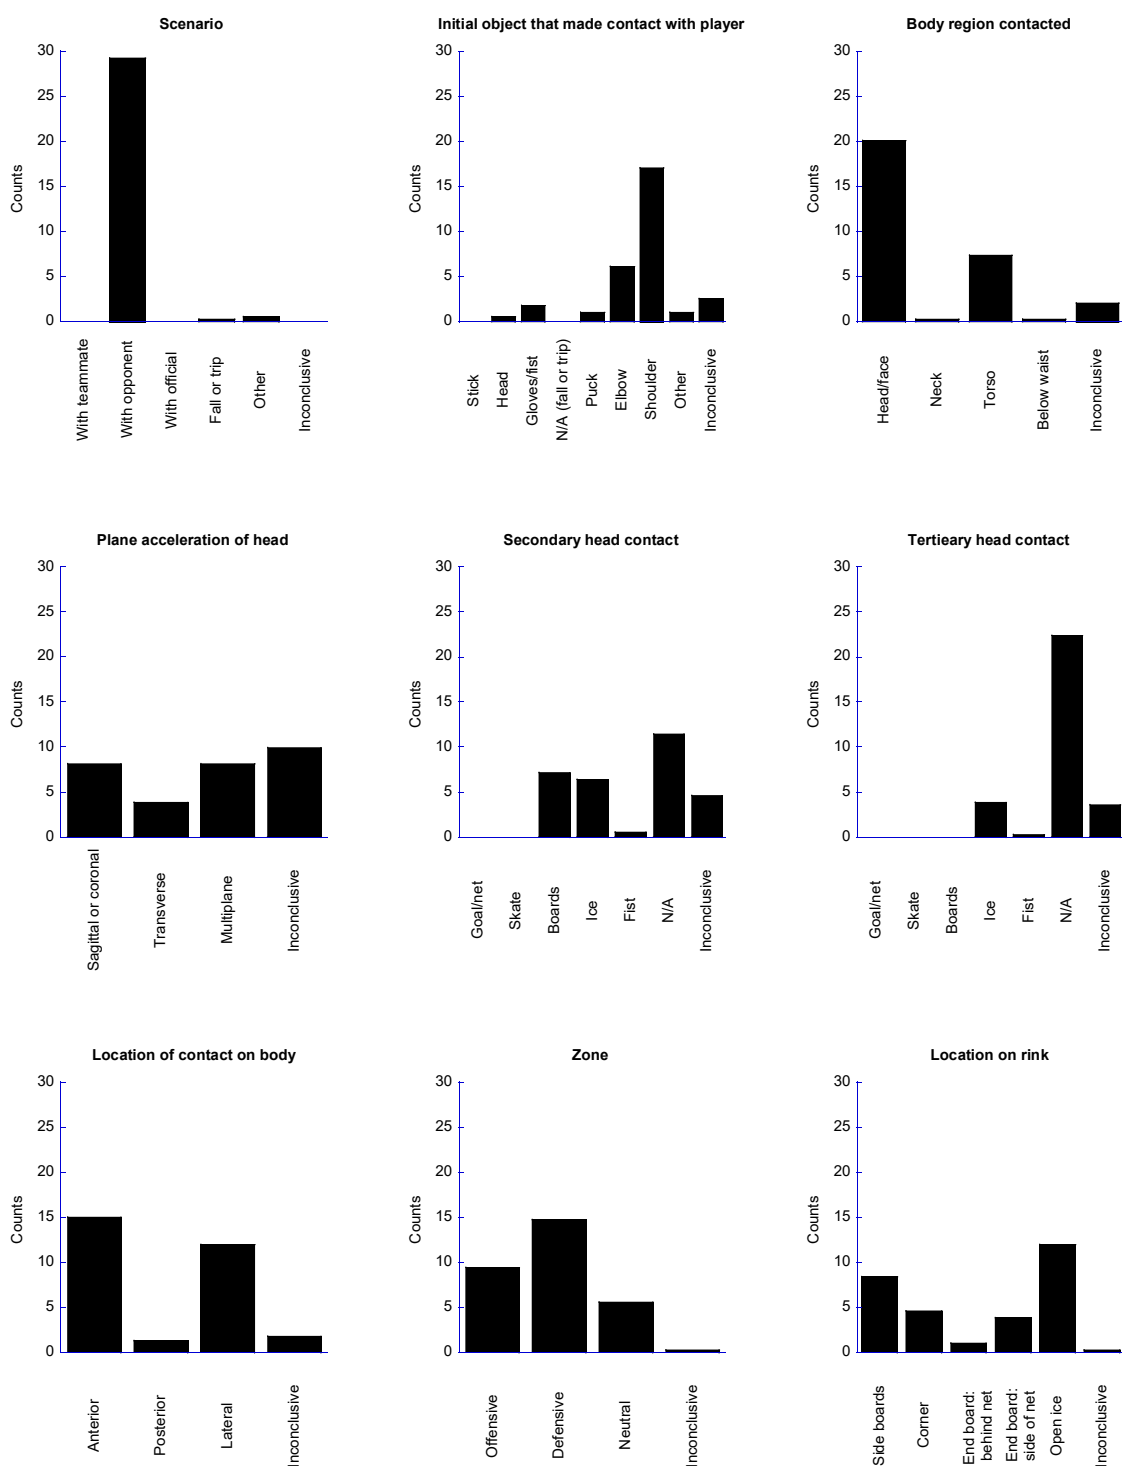 Scenario
Initial object that made contact with player
Body region contacted
30
25
20
15
10
5
0
Counts
With teammate
With opponent
With official
Fall or trip
Other
Inconclusive
30
25
20
15
10
5
0
Counts
Stick
Head
Gloves/fist
N/A (fall or trip)
Puck
Elbow
Shoulder
Other
Inconclusive
30
25
20
15
10
5
0
Counts
Head/face
Neck
Torso
Below waist
Inconclusive
Plane acceleration of head
Secondary head contact
Tertieary head contact
30
25
20
15
10
5
0
Counts
Sagittal or coronal
Transverse
Multiplane
Inconclusive
30
25
20
15
10
5
0
Counts
Goal/net
Skate
Boards
Ice
Fist
N/A
Inconclusive
30
25
20
15
10
5
0
Counts
Goal/net
Skate
Boards
Ice
Fist
N/A
Inconclusive
Location of contact on body
Zone
Location on rink
30
25
20
15
10
5
0
Counts
Anterior
Posterior
Lateral
Inconclusive
30
25
20
15
10
5
0
Counts
Offensive
Defensive
Neutral
Inconclusive
30
25
20
15
10
5
0
Counts
Side boards
Corner
End board:
behind net
End board:
side of net
Open ice
Inconclusive